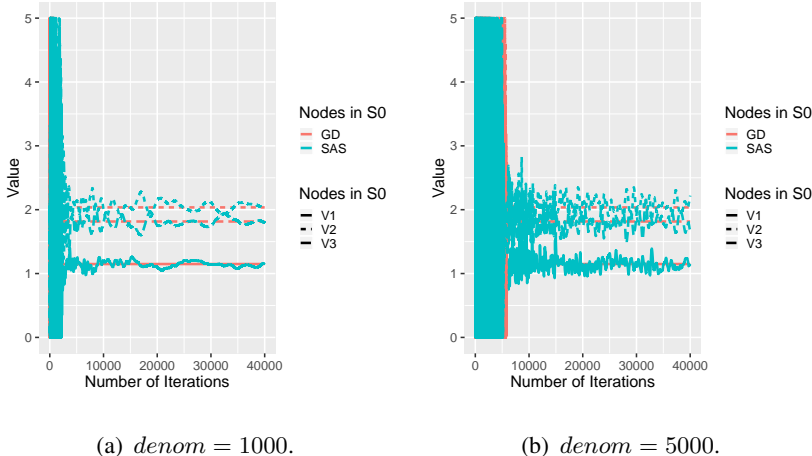 5
4
3
2
1
0
Value
0
10000
20000
30000
40000
Number of Iterations
Nodes in S0
GD
SAS
Nodes in S0
V1
V2
V3
(a) denom = 1000.
5
4
3
2
1
0
Value
0
10000
20000
30000
40000
Number of Iterations
Nodes in S0
GD
SAS
Nodes in S0
V1
V2
V3
(b) denom = 5000.